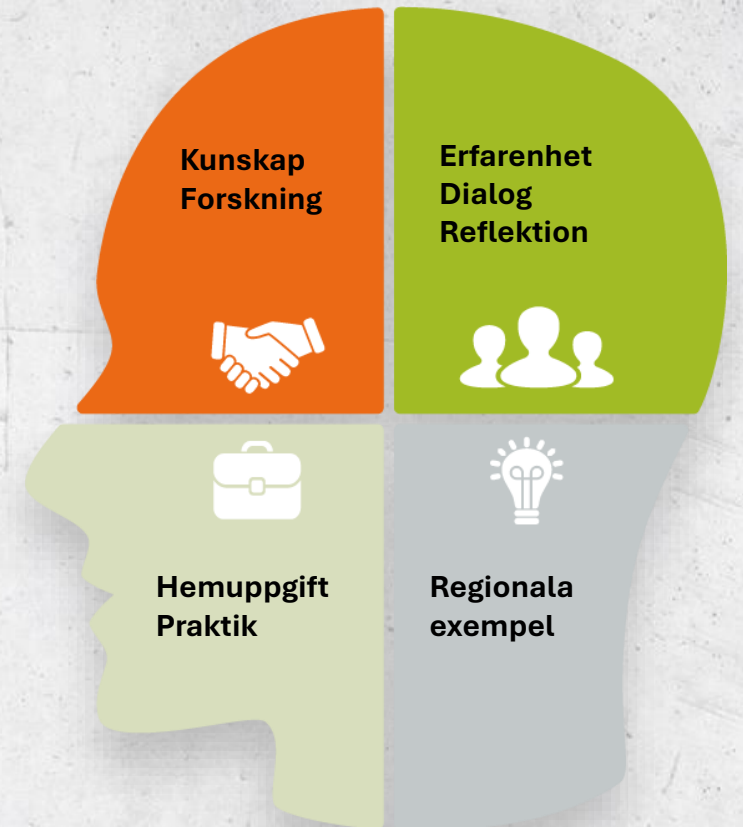 Kunskap
Forskning
Erfarenhet
Dialog
Reflektion
Hemuppgift
Praktik
Regionala
exempel